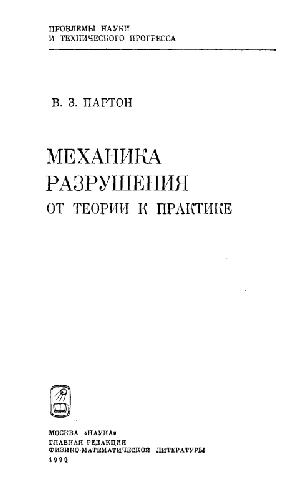 ПРОБЛЕМЫ НАУКИ
И ТЕХНИЧЕСКОГО ПРОГРЕССА
В. З. ПАРТОН
МЕХАНИКА
РАЗРУШЕНИЯ
ОТ ТЕОРИИ К ПРАКТИКЕ
МОСКВА «НАУКА»
ГЛАВНАЯ РЕДАКЦИЯ
ФИЗИКО-МАТЕМАТИЧЕСКОЙ ЛИТЕРАТУРЫ
1990